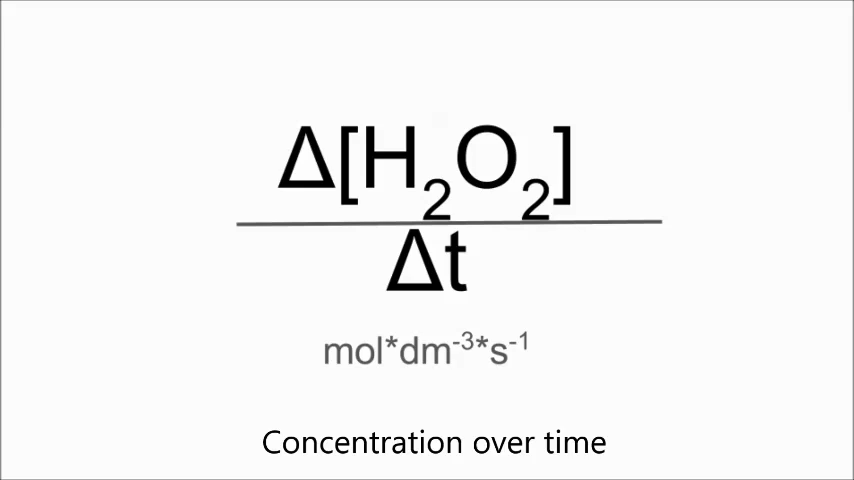 Δ[H₂O₂]
Δt
mol*dm⁻³*s⁻¹
Concentration over time